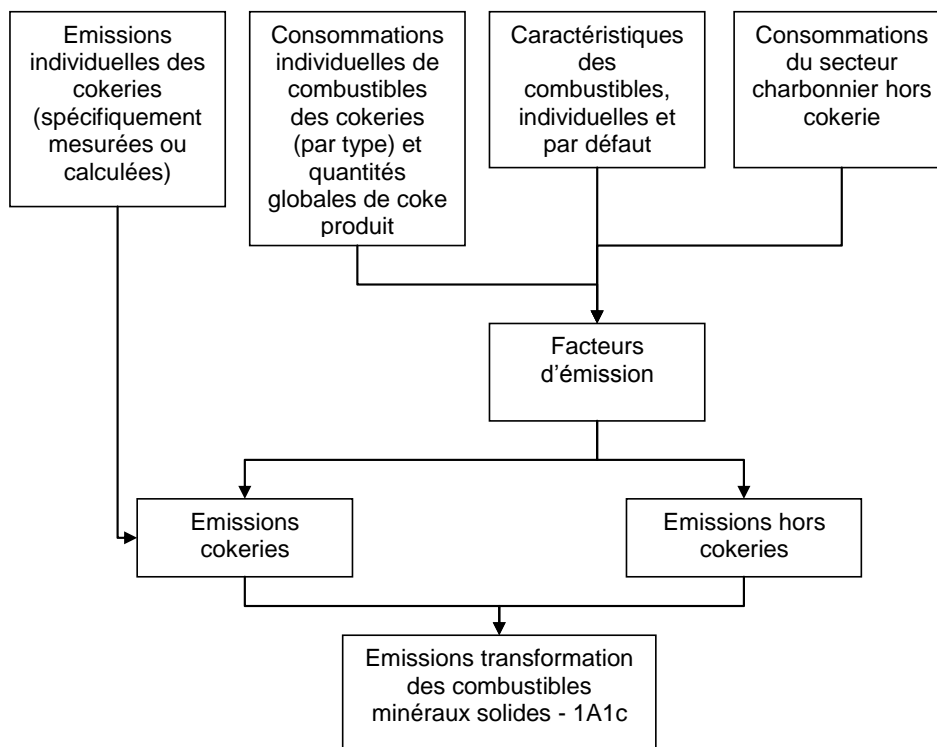 Emissions
individuelles des
cokeries
(spécifiquement
mesurées ou
calculées)
Consommations
individuelles de
combustibles
des cokeries
(par type) et
quantités
globales de coke
produit
Caractéristiques
des
combustibles,
individuelles et
par défaut
Consommations
du secteur
charbonnier hors
cokerie
Facteurs
d’émission
Emissions
cokeries
Emissions hors
cokeries
Emissions transformation
des combustibles
minéraux solides - 1A1c